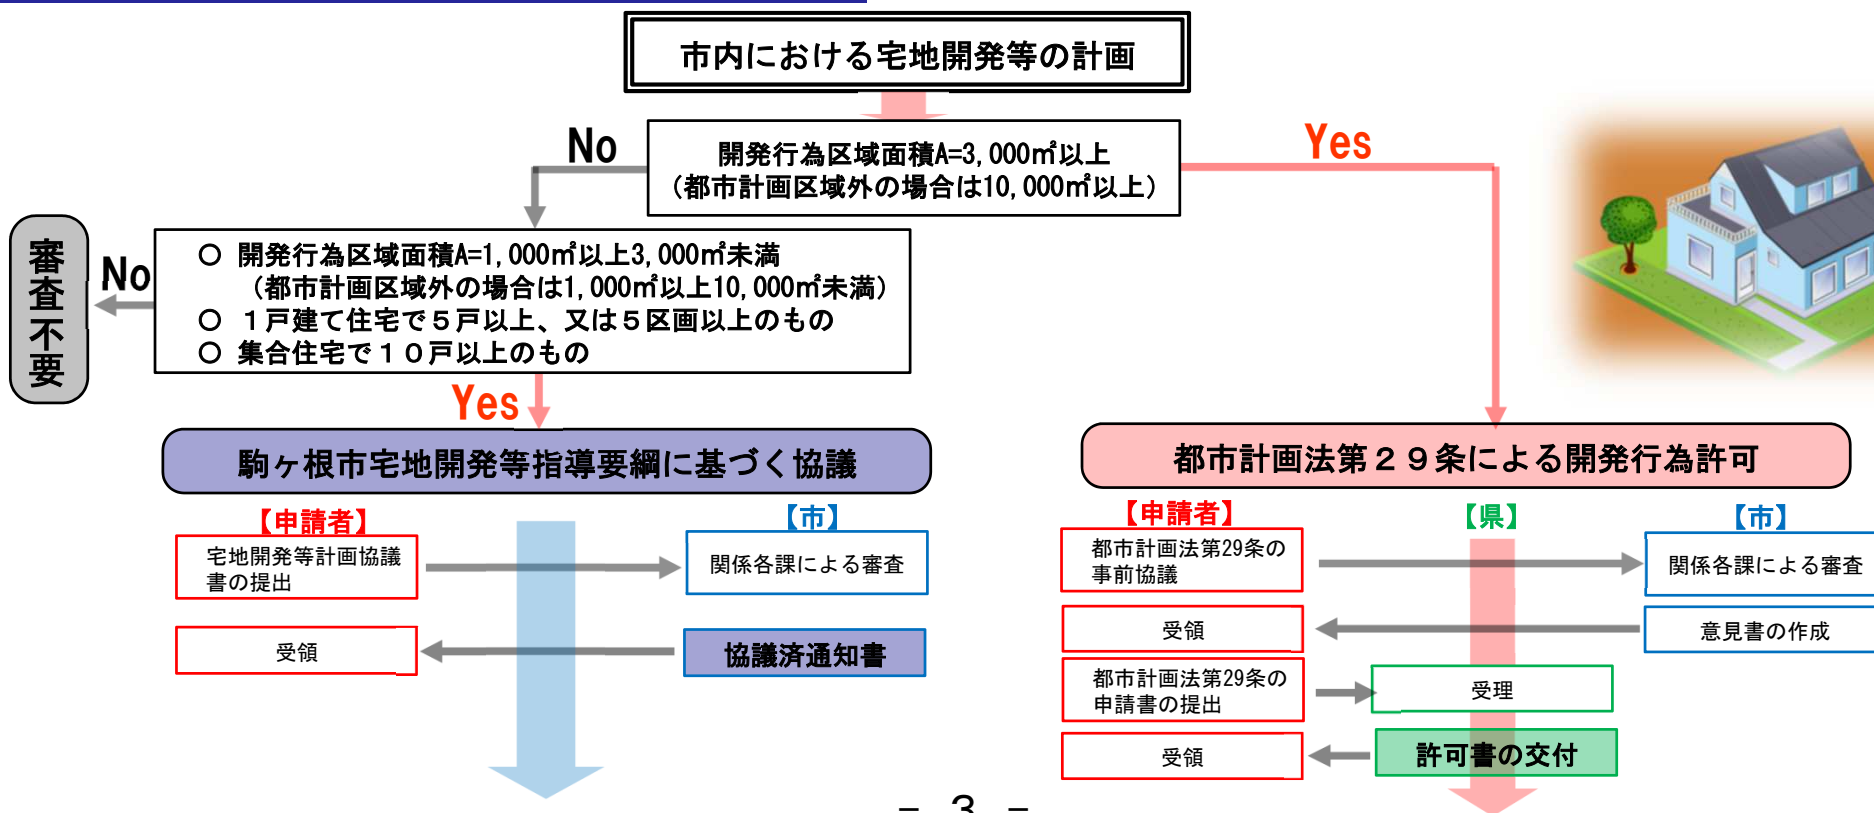 市内における宅地開発等の計画
No
Yes
開発行為区域面積A=3,000㎡以上
（都市計画区域外の場合は10,000㎡以上）
審査不要
No
○ 開発行為区域面積A=1,000㎡以上3,000㎡未満
（都市計画区域外の場合は1,000㎡以上10,000㎡未満）
○ １戸建て住宅で５戸以上、又は５区画以上のもの
○ 集合住宅で１０戸以上のもの
Yes
駒ヶ根市宅地開発等指導要綱に基づく協議
【申請者】
【市】
宅地開発等計画協議
書の提出
関係各課による審査
受領
協議済通知書
都市計画法第２９条による開発行為許可
【申請者】
【県】
【市】
都市計画法第29条の
事前協議
関係各課による審査
受領
意見書の作成
都市計画法第29条の
申請書の提出
受理
受領
許可書の交付
- 3 -